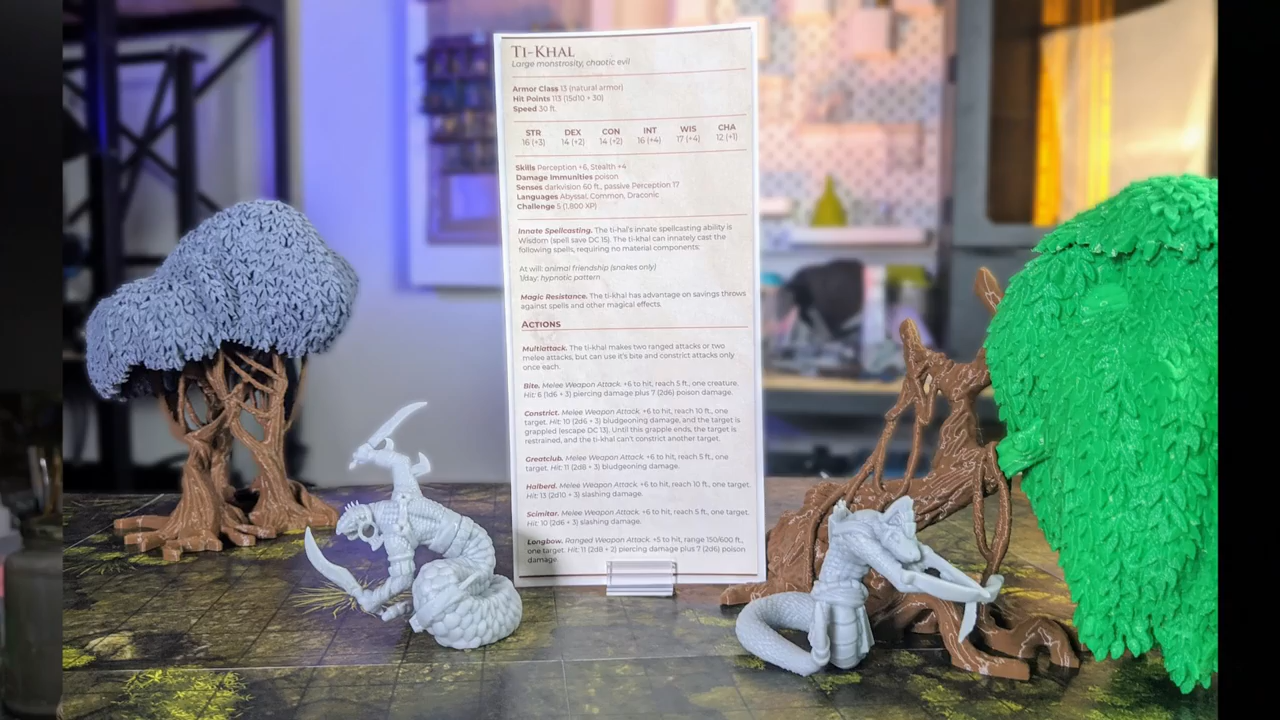 TI-KHAL
Large monstrosity, chaotic evil
Armor Class 13 (natural armor)
Hit Points 113 (15d10 + 30)
Speed 30 ft.
STR DEX CON INT WIS CHA
16 (+3) 14 (+2) 14 (+2) 16 (+4) 17 (+4) 12 (+1)
Skills Perception +6, Stealth +4
Damage Immunities poison
Senses darkvision 60 ft., passive Perception 17
Languages Abyssal, Common, Draconic
Challenge 5 (1,800 XP)
Innate Spellcasting. The ti-hal's innate spellcasting ability is
Wisdom (spell save DC 15). The ti-khal can innately cast the
following spells, requiring no material components:
At will: animal friendship (snakes only)
1/day: hypnotic pattern
Magic Resistance. The ti-khal has advantage on savings throws
against spells and other magical effects.
ACTIONS
Multiattack. The ti-khal makes two ranged attacks or two
melee attacks, but can use it's bite and constrict attacks only
once each.
Bite. Melee Weapon Attack. +6 to hit, reach 5 ft., one creature.
Hit: 6 (1d6 + 3) piercing damage plus 7 (2d6) poison damage.
Constrict. Melee Weapon Attack. +6 to hit, reach 10 ft., one
target. Hit: 10 (2d6 + 3) bludgeoning damage, and the target is
grappled (escape DC 13). Until this grapple ends, the target is
restrained, and the ti-khal can't constrict another target.
Greatclub. Melee Weapon Attack. +6 to hit, reach 5 ft., one
target. Hit: 11 (2d8 + 3) bludgeoning damage.
Halberd. Melee Weapon Attack. +6 to hit, reach 10 ft., one target.
Hit: 13 (2d10 + 3) slashing damage.
Scimitar. Melee Weapon Attack. +6 to hit, reach 5 ft., one target.
Hit: 10 (2d6 + 3) slashing damage.
Longbow. Ranged Weapon Attack. +5 to hit, range 150/600 ft.,
one target. Hit: 11 (2d8 + 2) piercing damage plus 7 (2d6) poison
damage.